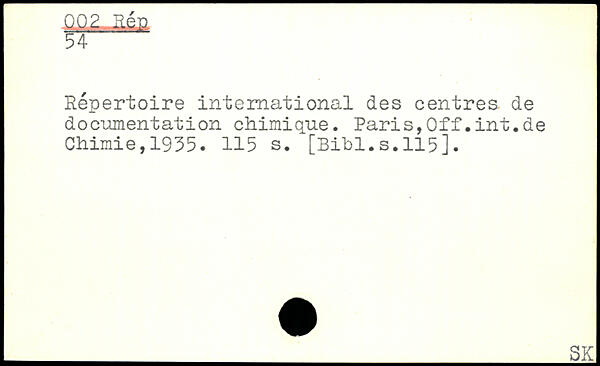 002 Rép
54
Répertoire international des centres de
documentation chimique. Paris,Off.int.de
Chimie,1935. 115 s. [Bibl.s.115].
SK